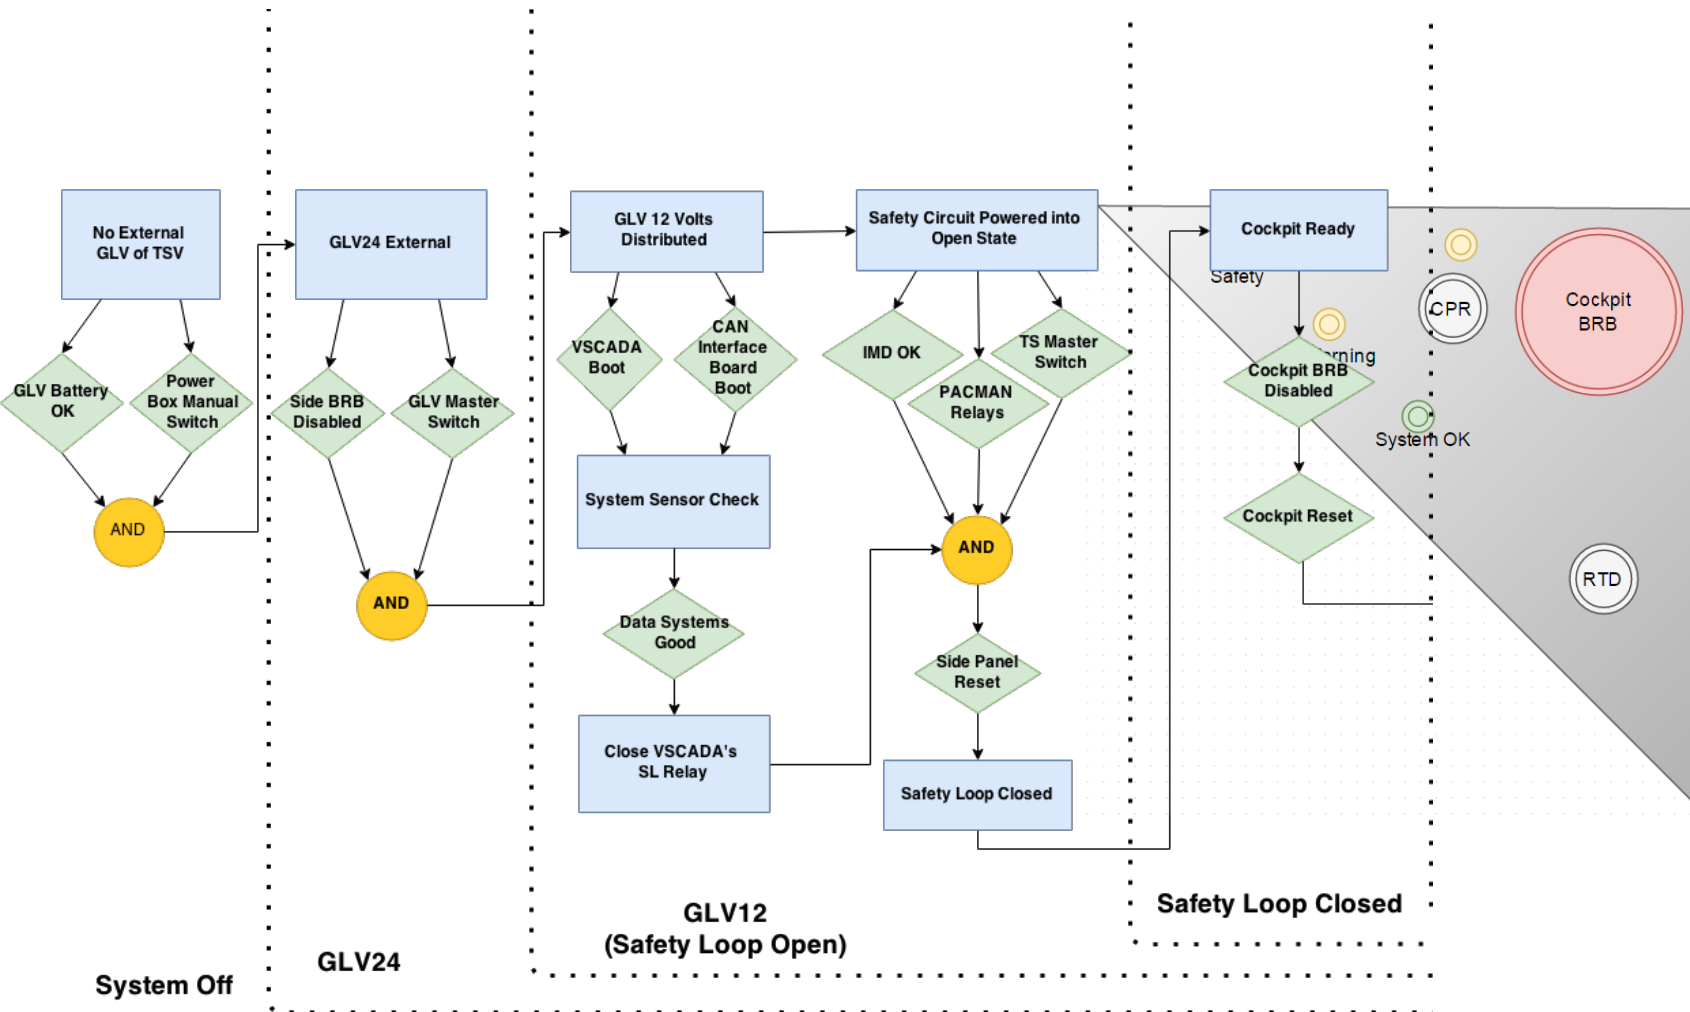 No External
GLV of TSV
GLV Battery
OK
Power
Box Manual
Switch
AND
System Off
GLV24 External
Side BRB
Disabled
GLV Master
Switch
AND
GLV24
GLV 12 Volts
Distributed
VSCADA
Boot
CAN
Interface
Board
Boot
System Sensor Check
Data Systems
Good
Close VSCADA's
SL Relay
Safety Circuit Powered into
Open State
IMD OK
PACMAN
Relays
TS Master
Switch
AND
Side Panel
Reset
Safety Loop Closed
GLV12
(Safety Loop Open)
Cockpit Ready
Safety
Cockpit BRB
Disabled
Cockpit Reset
Safety Loop Closed
CPR
System OK
Cockpit
BRB
RTD